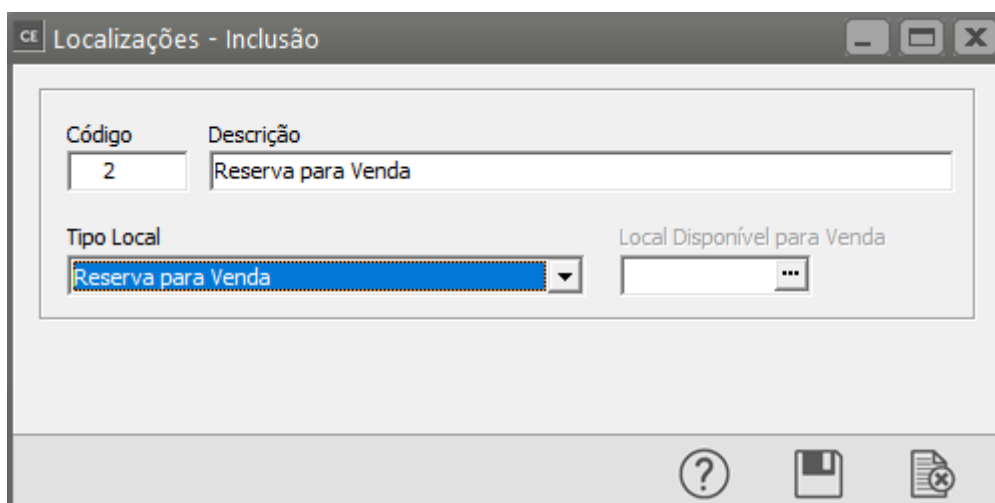 CE Localizações - Inclusão
Código Descrição
2 Reserva para Venda
Tipo Local Local Disponível para Venda
Reserva para Venda ...
?